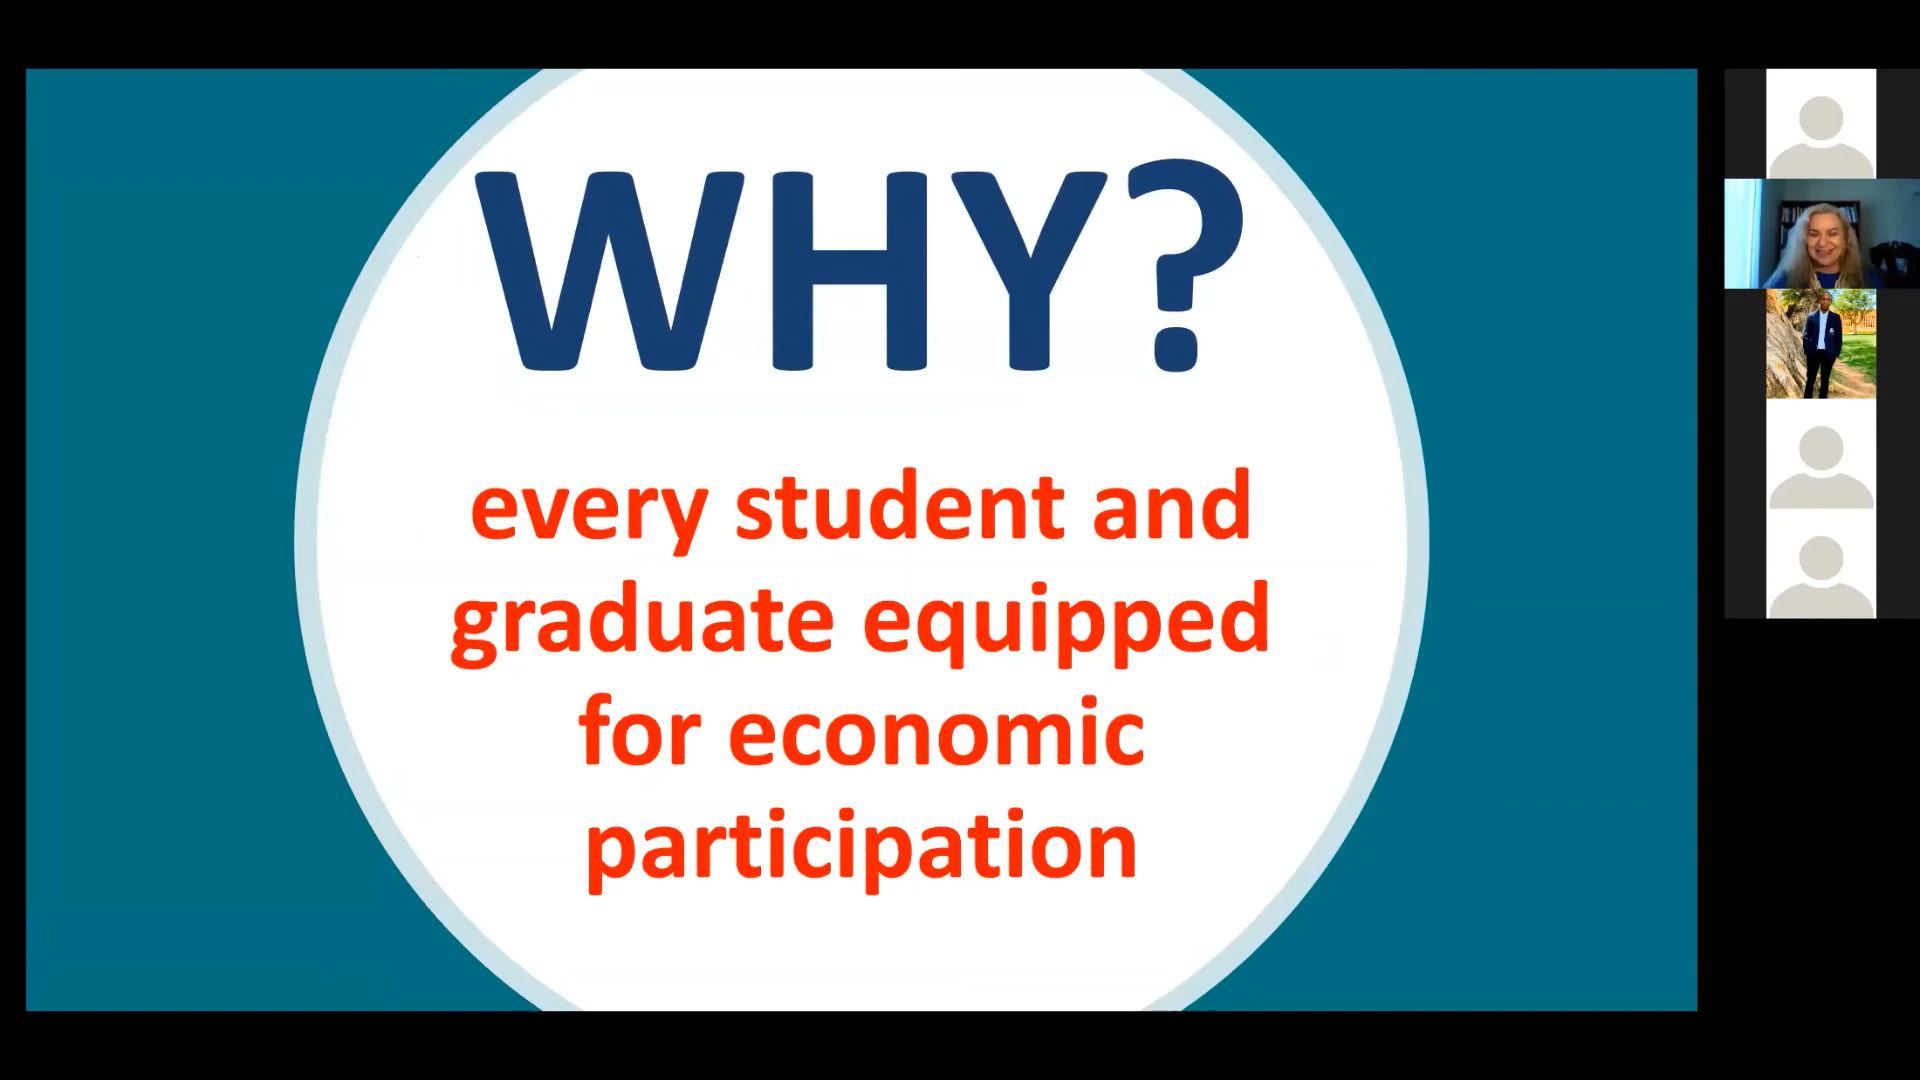 WHY?
every student and
graduate equipped
for economic
participation